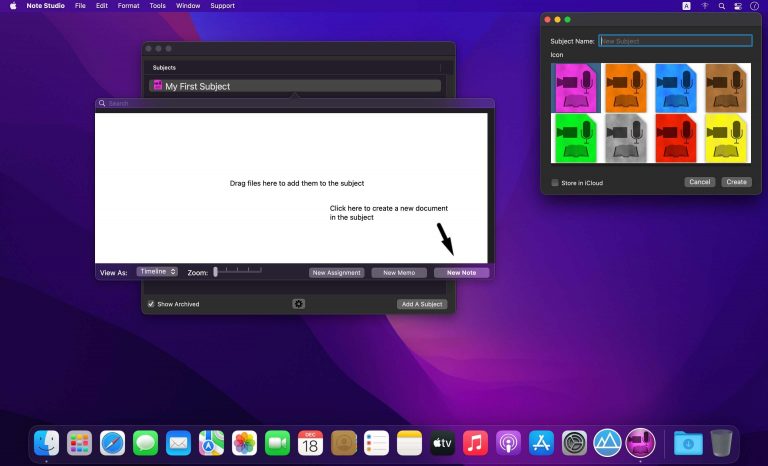 Note Studio File Edit Format Tools Window Support
A
Subject Name: New Subject
Icon
Subjects
My First Subject
Search
Drag files here to add them to the subject
Click here to create a new document
in the subject
View As: Timeline Zoom: New Assignment New Memo New Note
Show Archived Add A Subject
Store in iCloud Cancel Create
DEC
18
tv